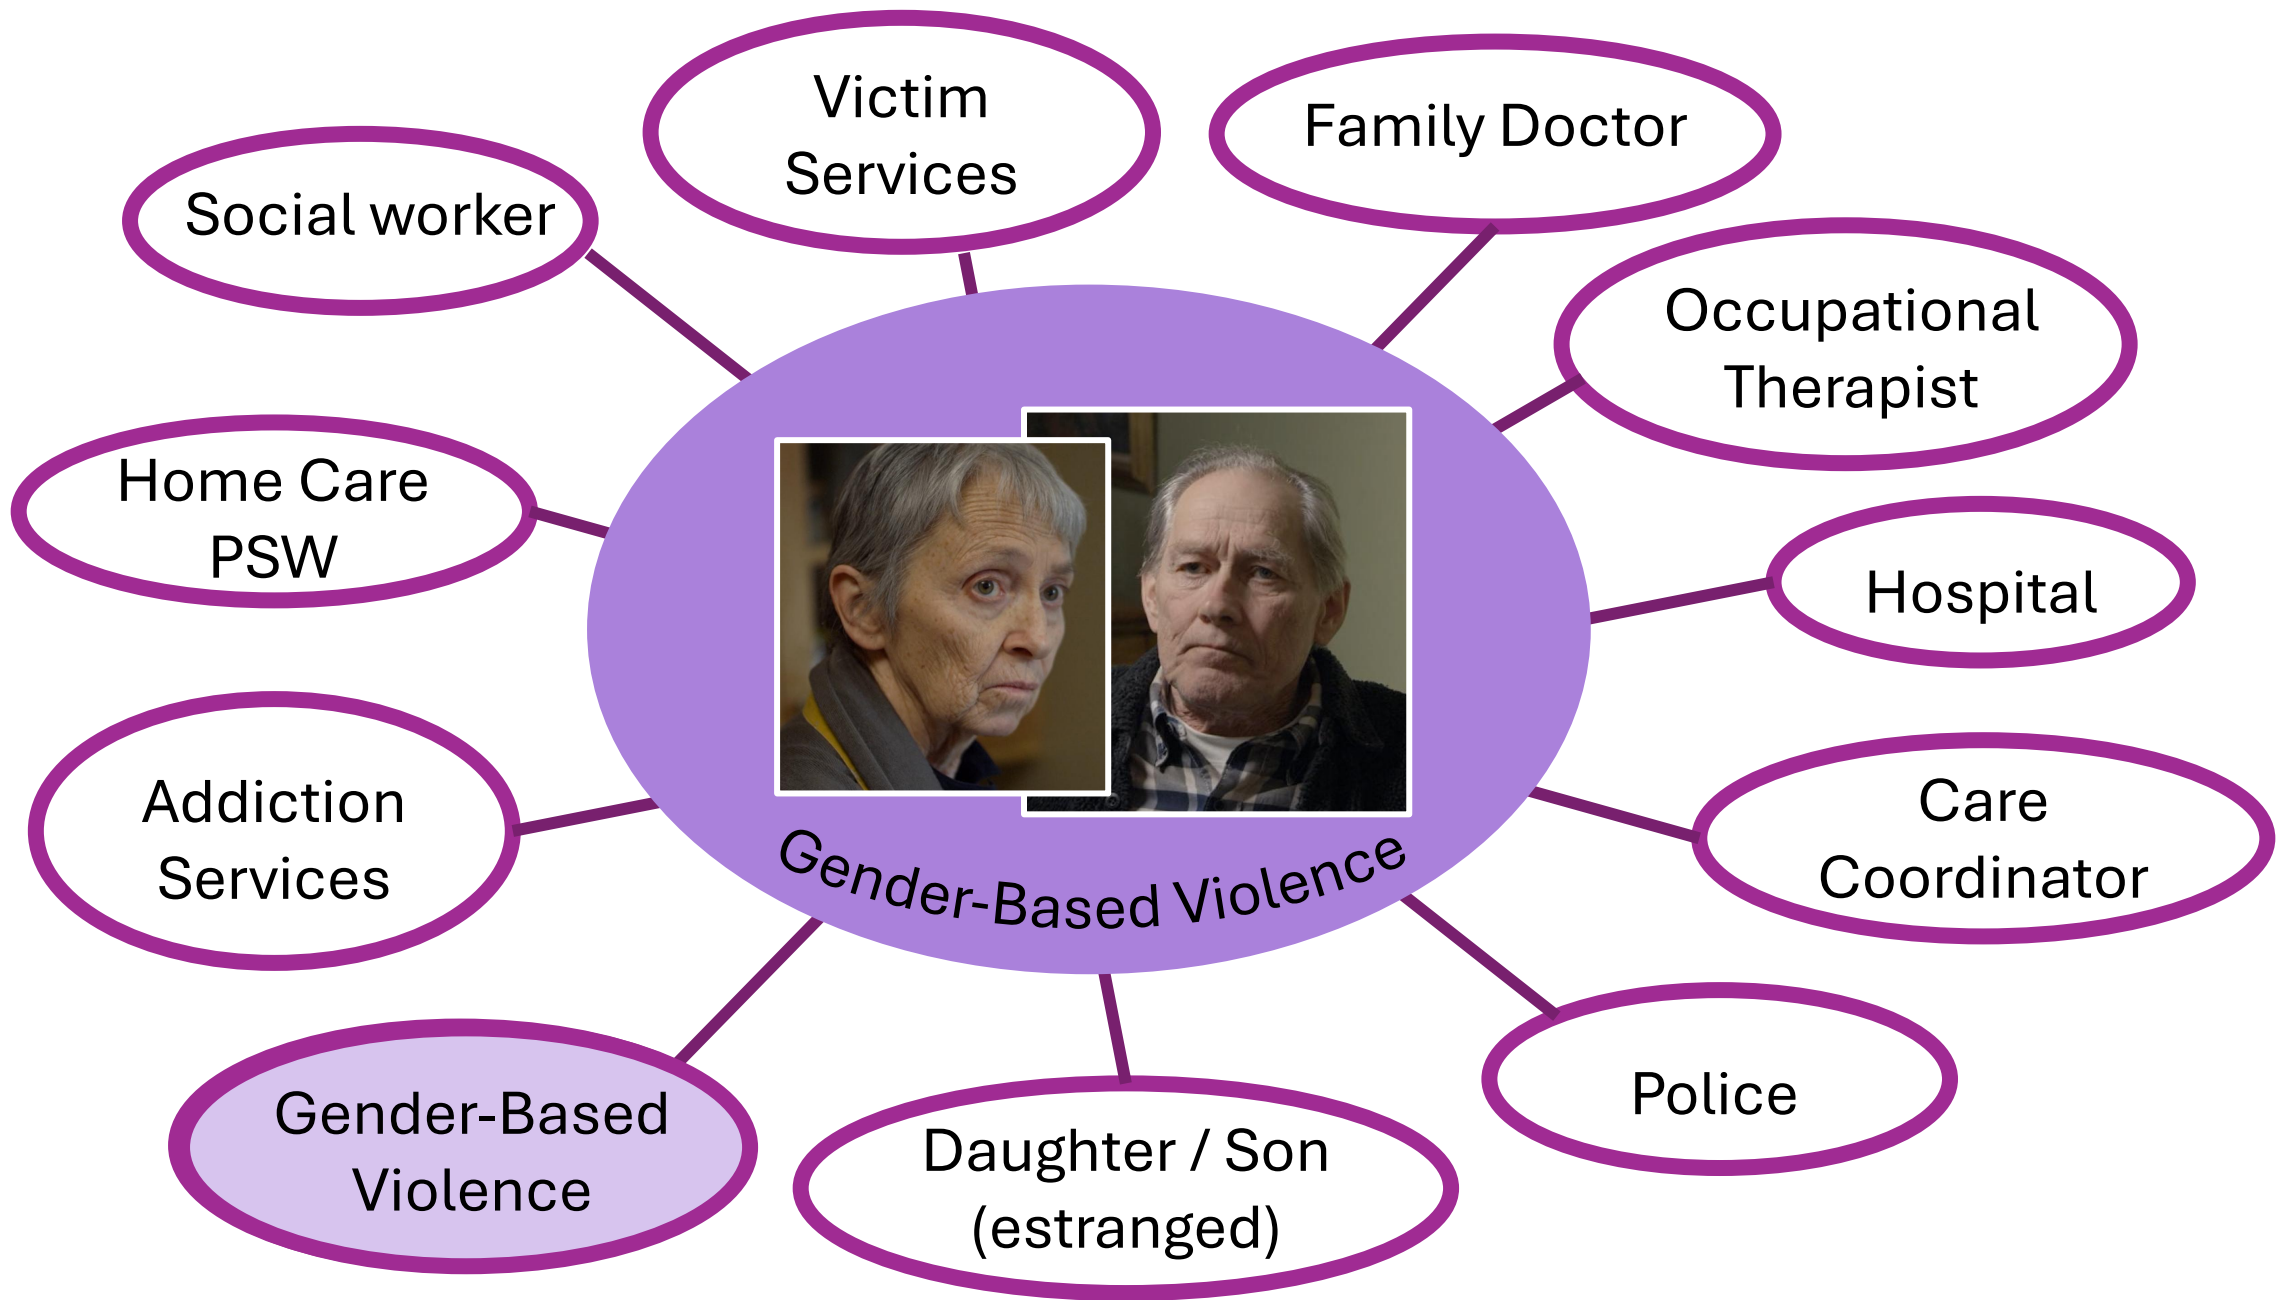 Victim
Services
Family Doctor
Social worker
Occupational
Therapist
Home Care
PSW
Hospital
Addiction
Services
Care
Coordinator
Gender-Based Violence
Gender-Based
Violence
Daughter / Son
(estranged)
Police